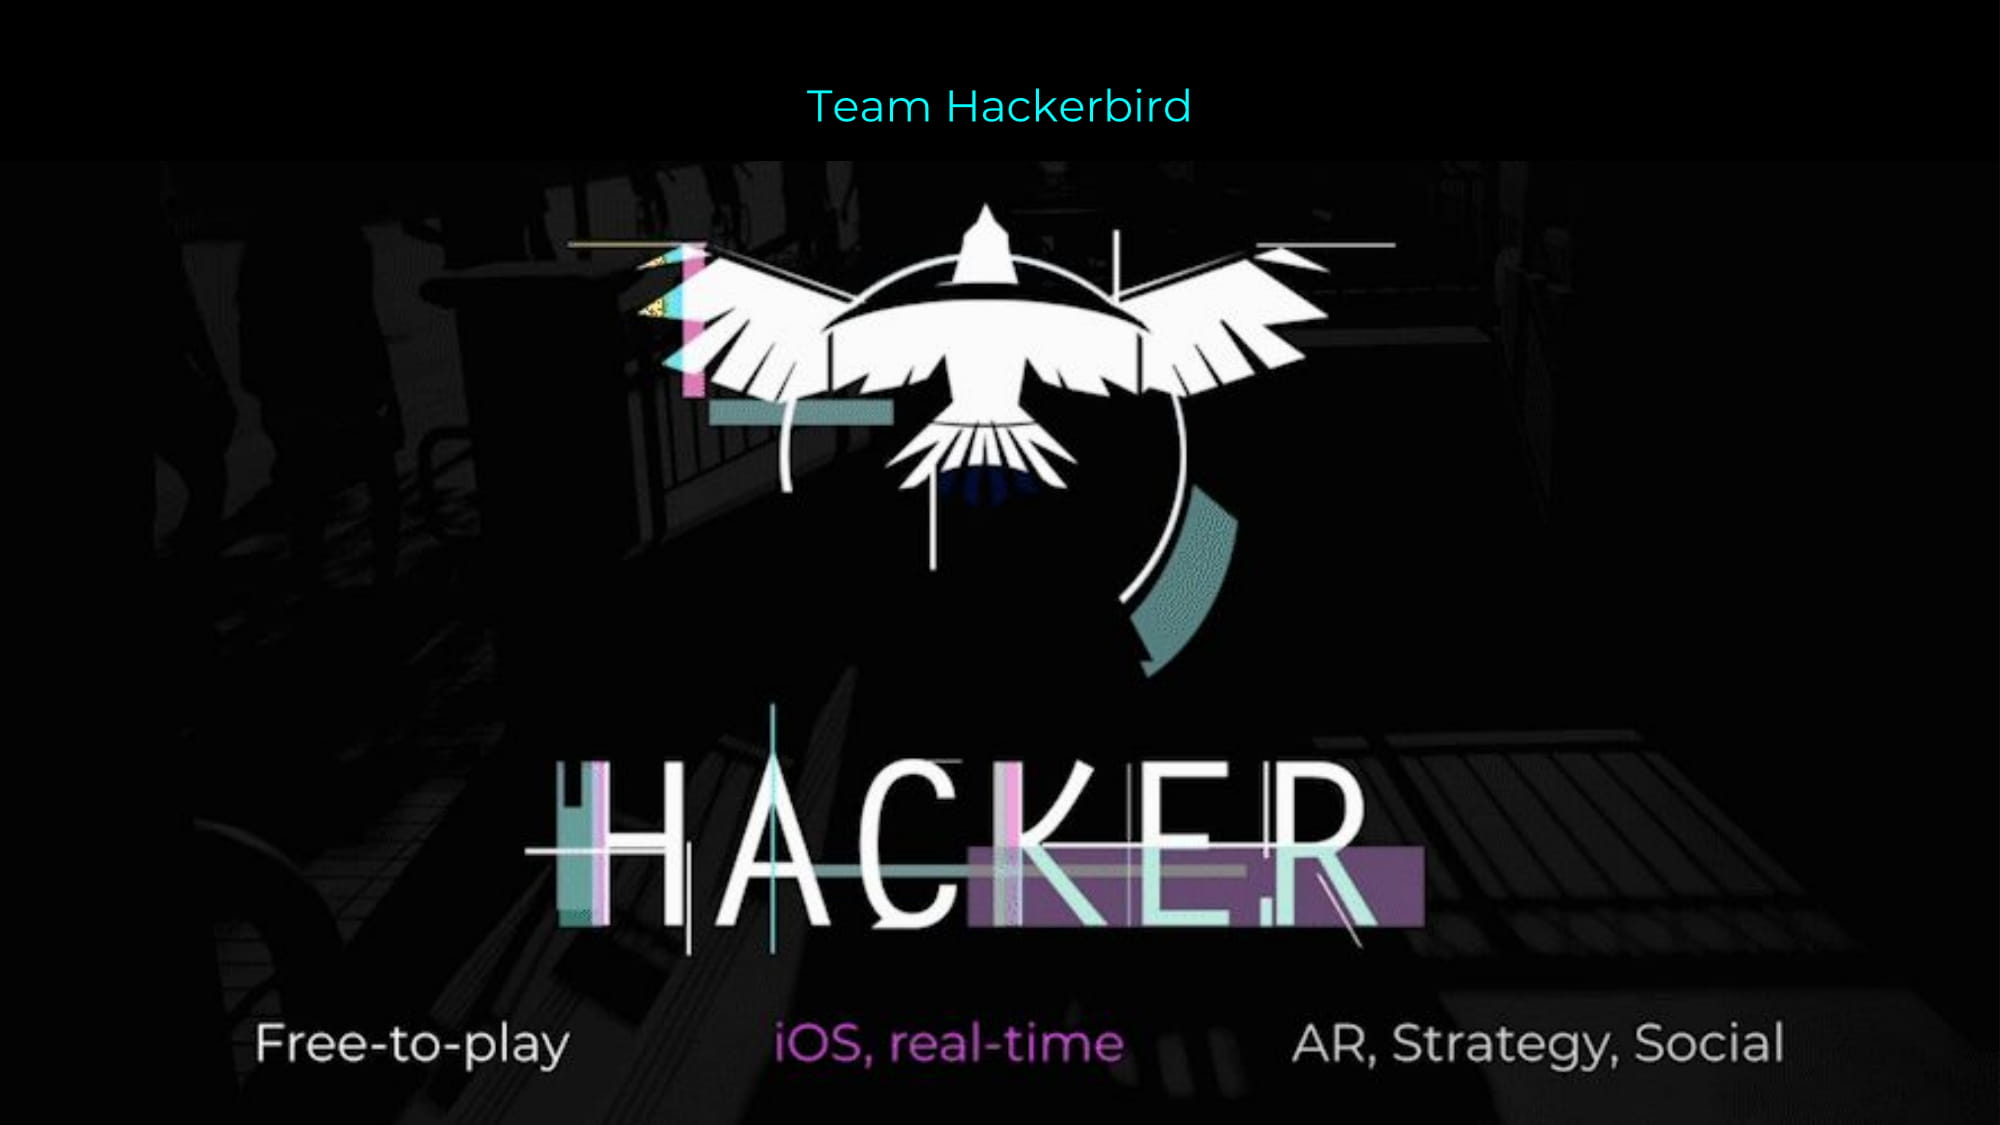 Team Hackerbird
HACKER
Free-to-play
iOS, real-time
AR, Strategy, Social